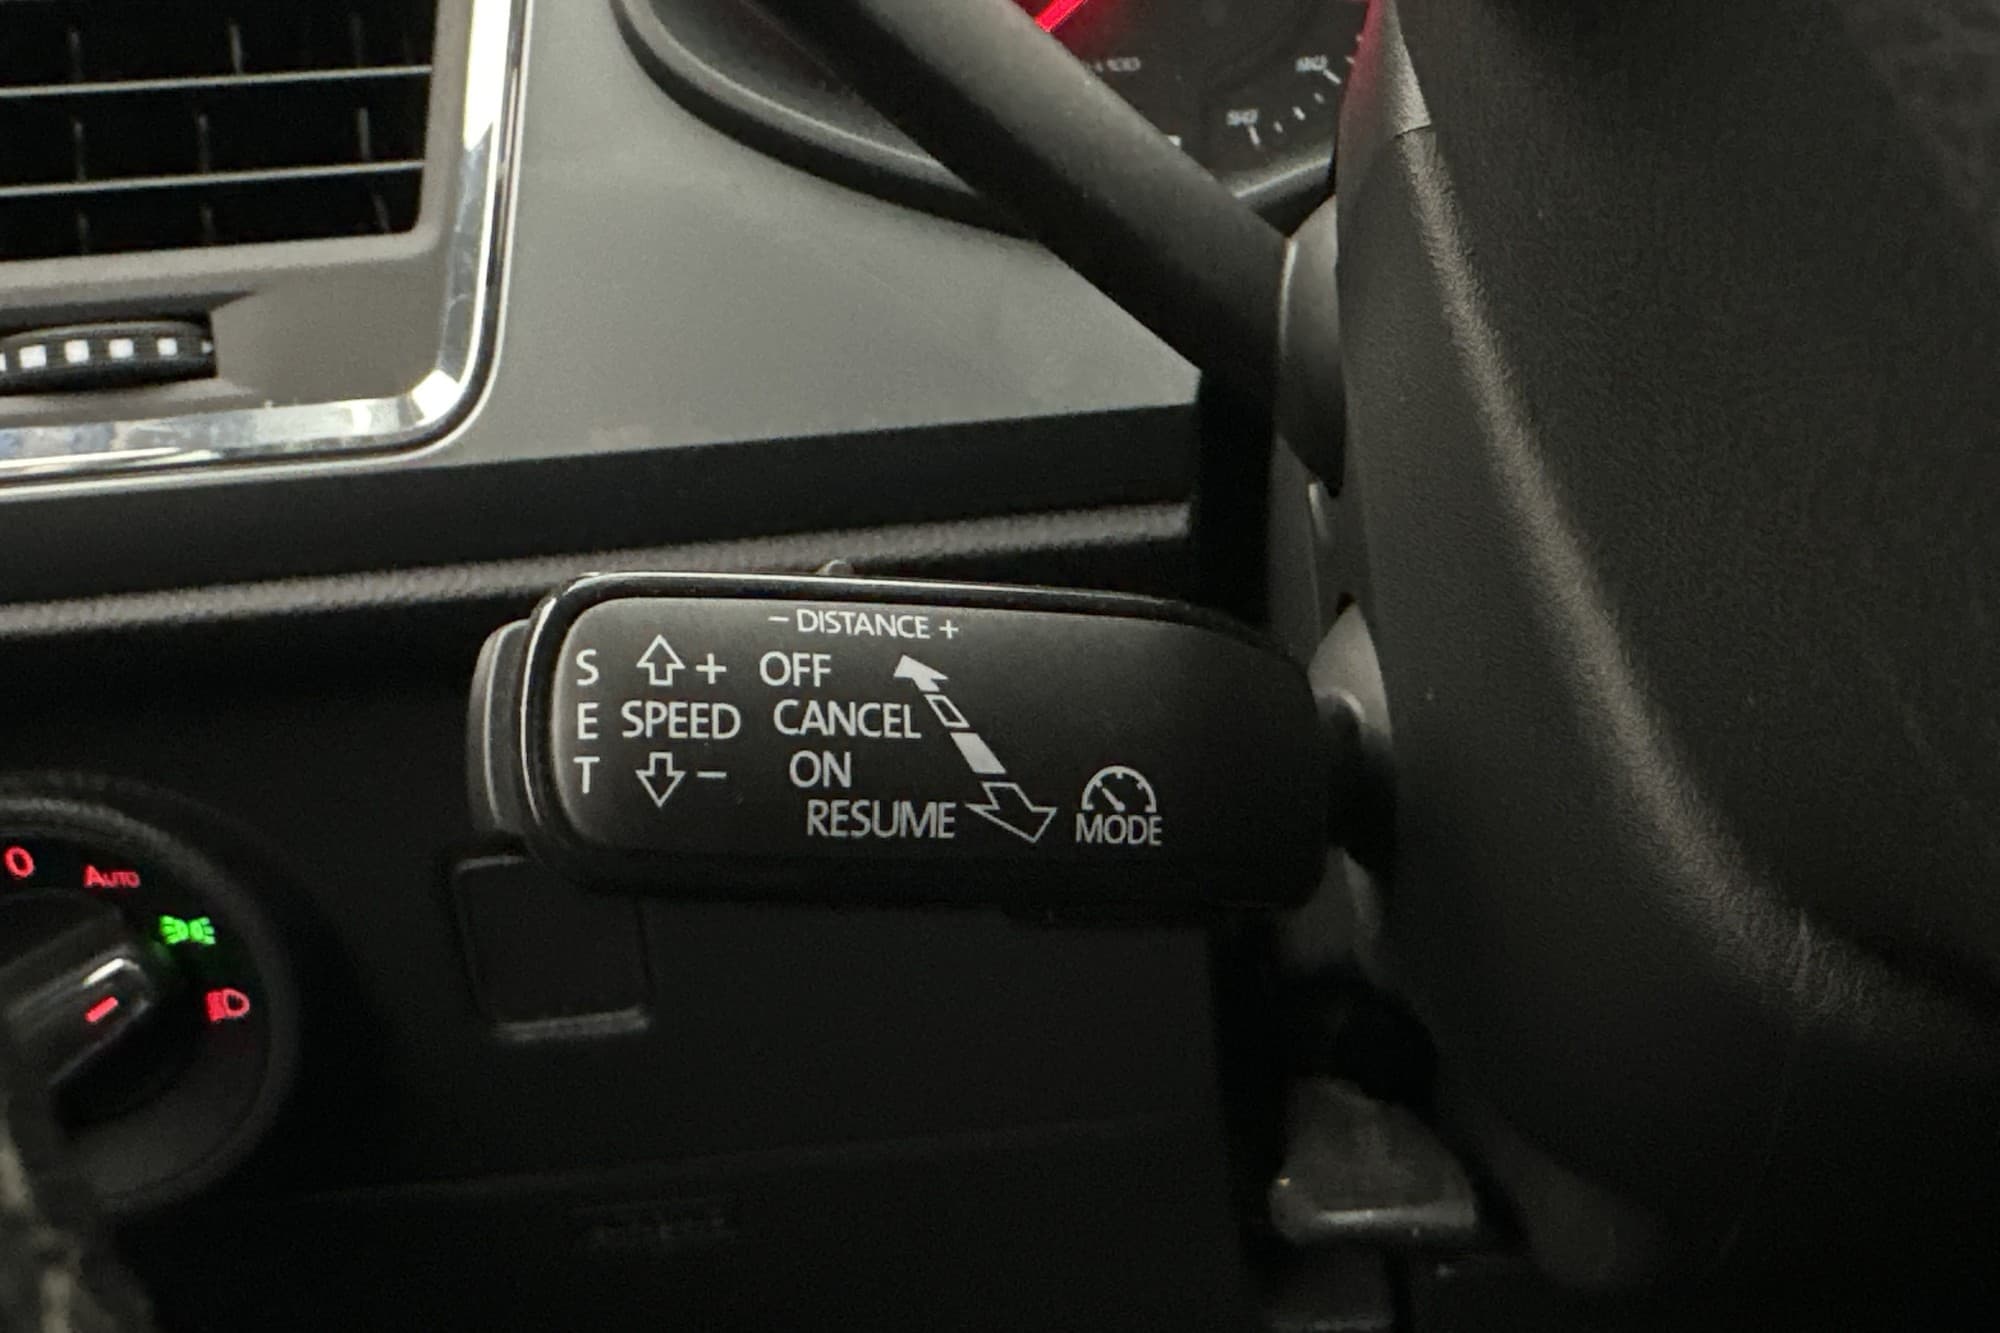 - DISTANCE +
S + OFF
E SPEED CANCEL
T - ON
RESUME
MODE
O AUTO